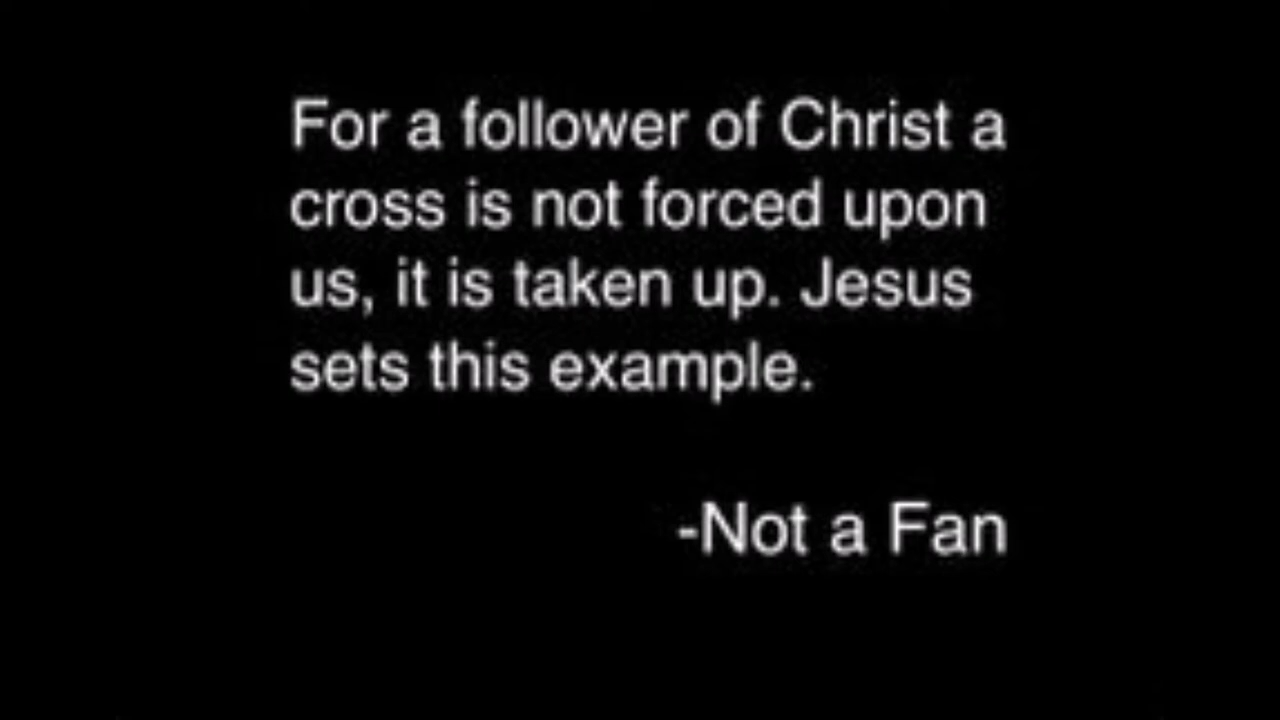 For a follower of Christ a
cross is not forced upon
us, it is taken up. Jesus
sets this example.
-Not a Fan